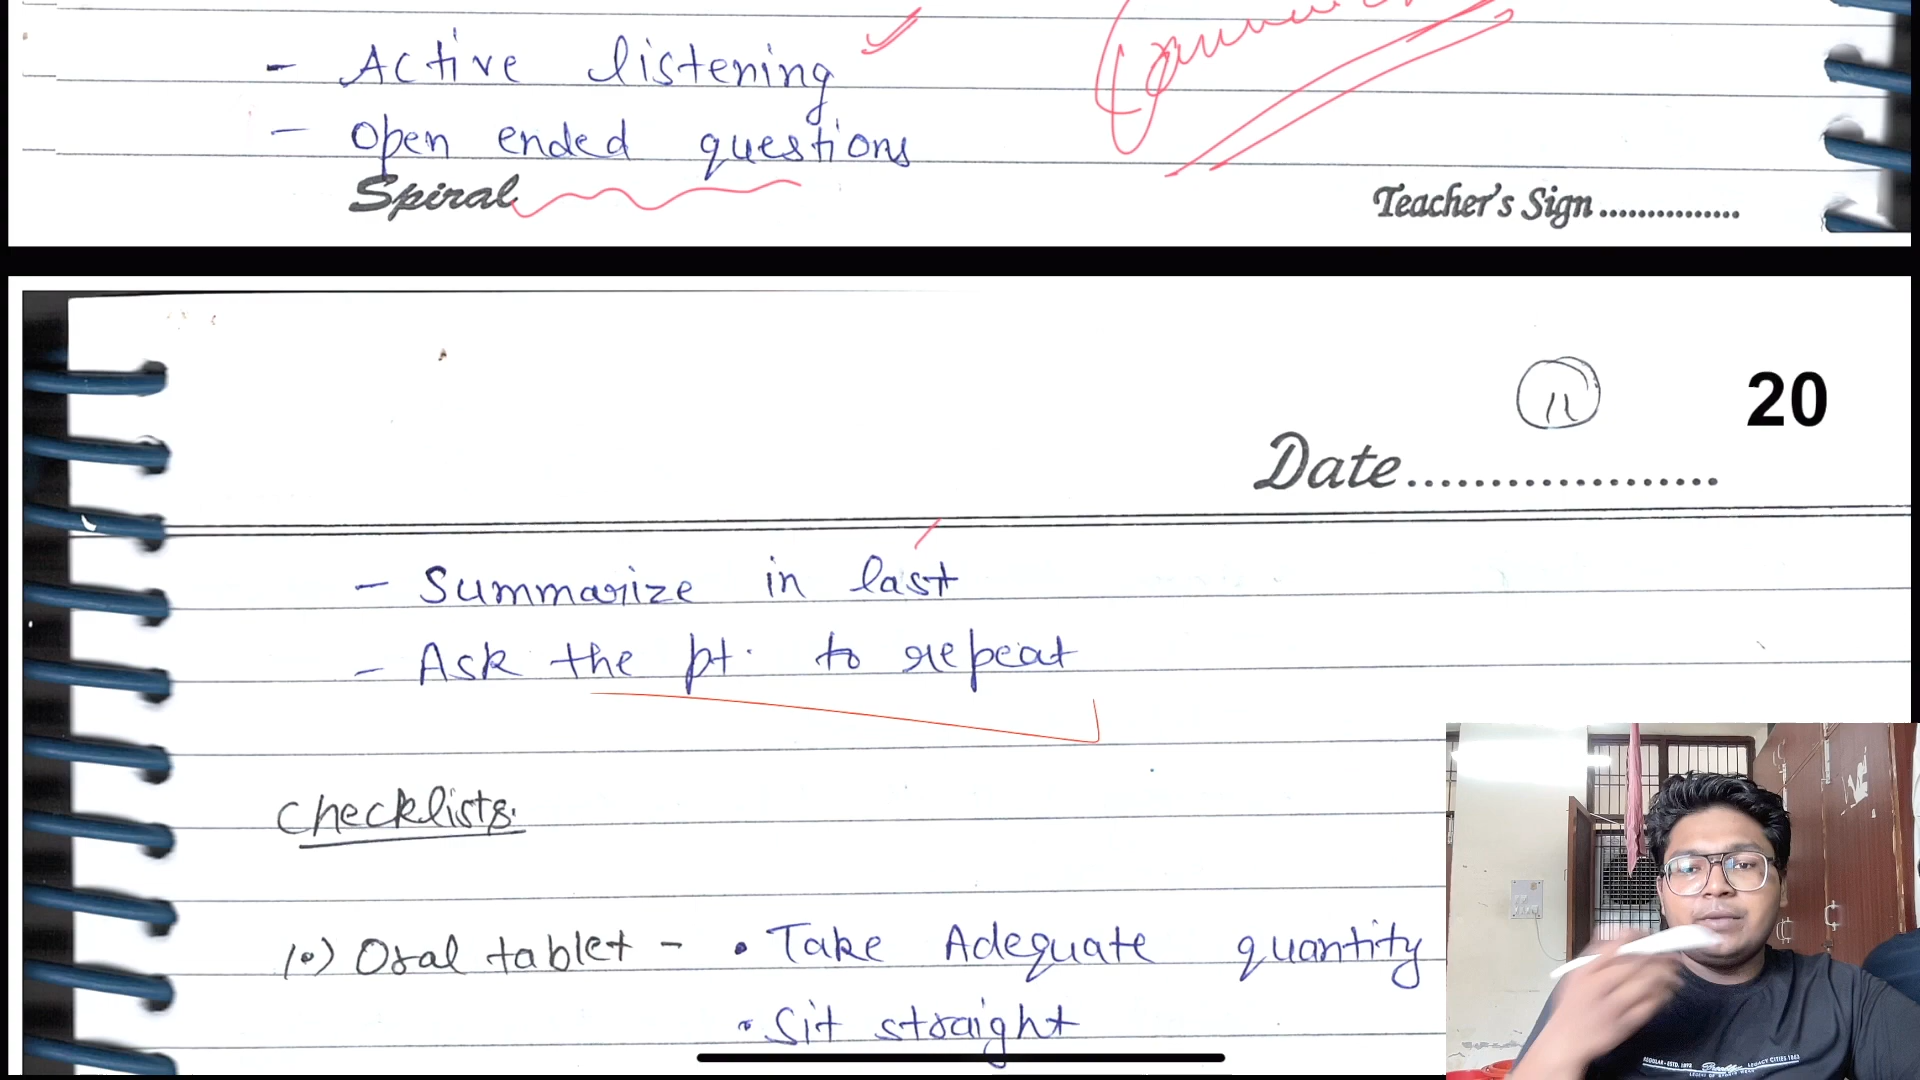 - Active listening
- Open ended questions
Spiral
Teacher's Sign ...............
20
Date....................
- Summarize in last
- Ask the pt. to repeat
Checklists.
1.) Oral tablet - • Take Adequate quantity
• Sit straight